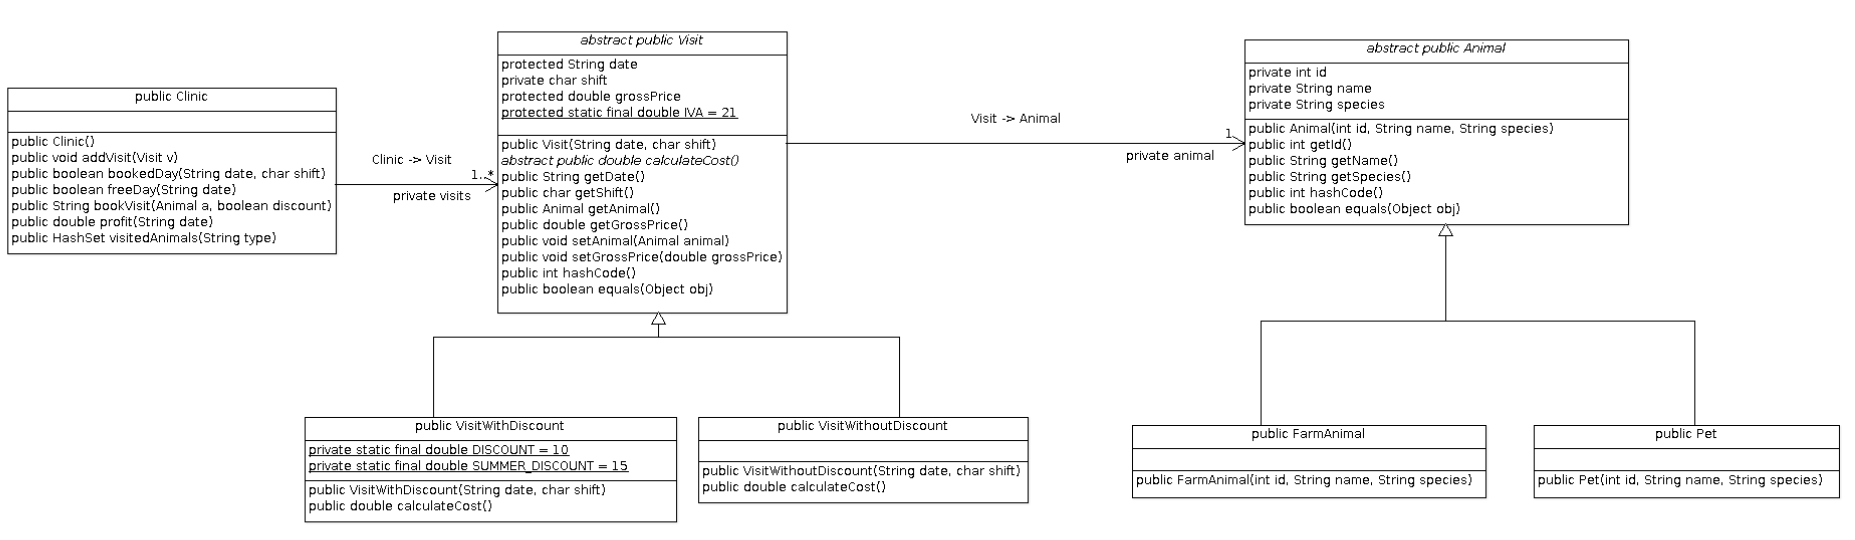 public Clinic
public Clinic()
public void addVisit(Visit v)
public boolean bookedDay(String date, char shift)
public boolean freeDay(String date)
public String bookVisit(Animal a, boolean discount)
public double profit(String date)
public HashSet visitedAnimals(String type)
Clinic -> Visit
1..*
private visits
abstract public Visit
protected String date
private char shift
protected double grossPrice
protected static final double IVA = 21
public Visit(String date, char shift)
abstract public double calculateCost()
public String getDate()
public char getShift()
public Animal getAnimal()
public double getGrossPrice()
public void setAnimal(Animal animal)
public void setGrossPrice(double grossPrice)
public int hashCode()
public boolean equals(Object obj)
Visit -> Animal
1
private animal
abstract public Animal
private int id
private String name
private String species
public Animal(int id, String name, String species)
public int getId()
public String getName()
public String getSpecies()
public int hashCode()
public boolean equals(Object obj)
public VisitWithDiscount
private static final double DISCOUNT = 10
private static final double SUMMER_DISCOUNT = 15
public VisitWithDiscount(String date, char shift)
public double calculateCost()
public VisitWithoutDiscount
public VisitWithoutDiscount(String date, char shift)
public double calculateCost()
public FarmAnimal
public FarmAnimal(int id, String name, String species)
public Pet
public Pet(int id, String name, String species)